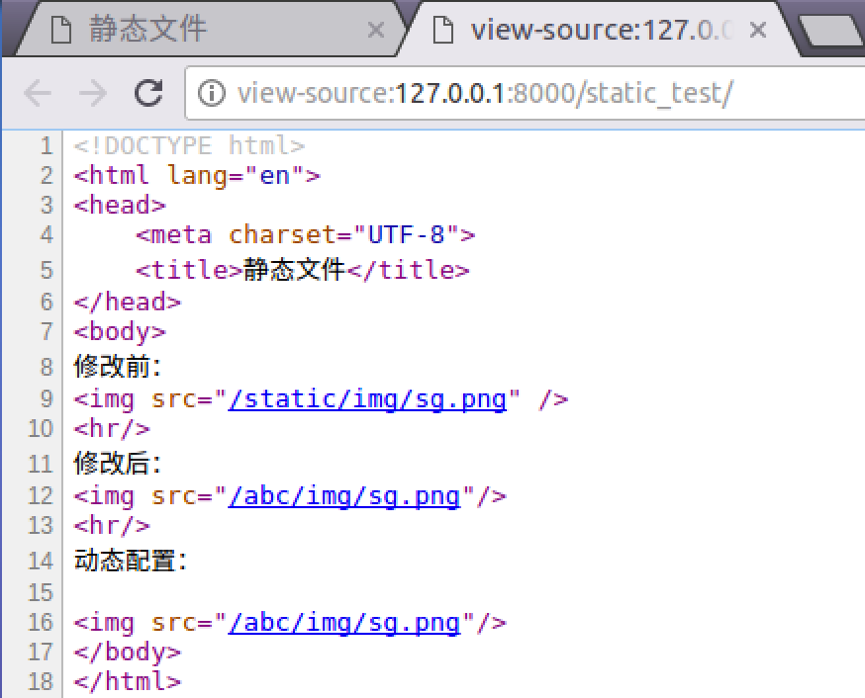 静态文件
view-source:127.0.0
view-source:127.0.0.1:8000/static_test/
1 <!DOCTYPE html>
2 <html lang="en">
3 <head>
4     <meta charset="UTF-8">
5     <title>静态文件</title>
6 </head>
7 <body>
8 修改前：
9 <img src="/static/img/sg.png" />
10 <hr/>
11 修改后：
12 <img src="/abc/img/sg.png"/>
13 <hr/>
14 动态配置：
15
16 <img src="/abc/img/sg.png"/>
17 </body>
18 </html>